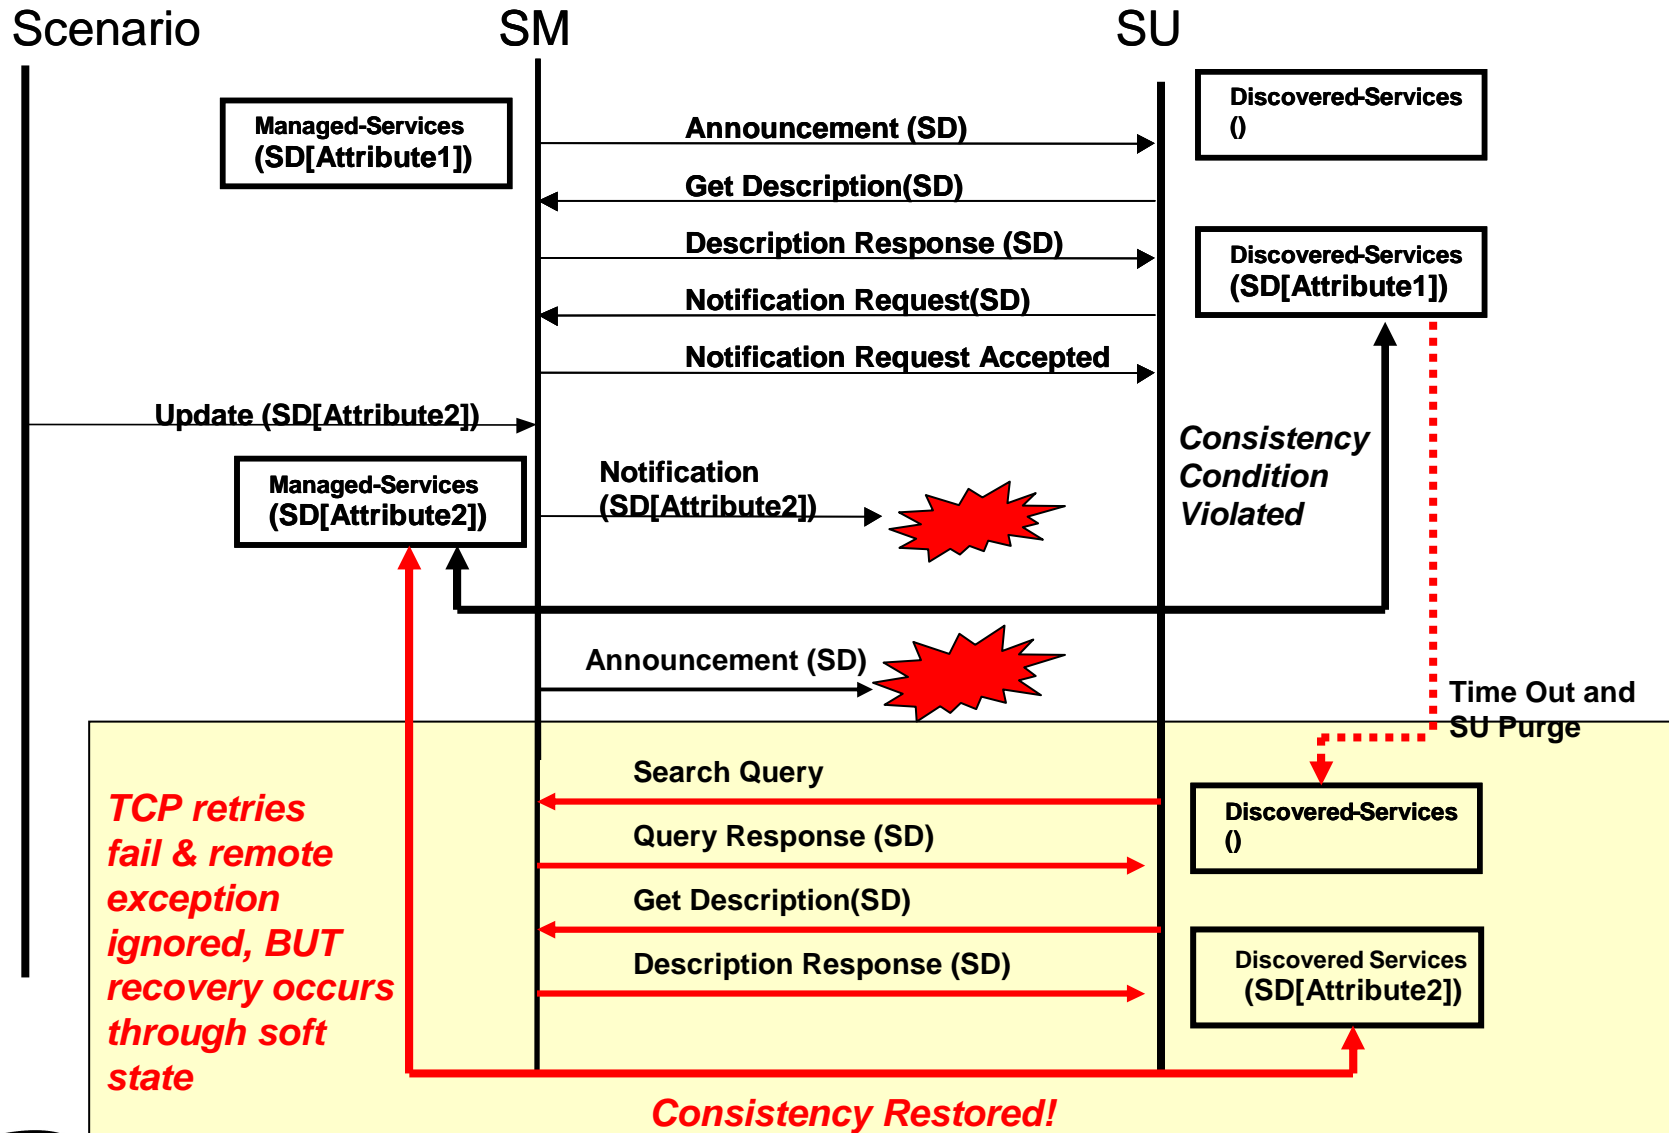 Scenario
SM
SU
Managed-Services
(SD[Attribute1])
Announcement (SD)
Discovered-Services
()
Get Description(SD)
Description Response (SD)
Discovered-Services
(SD[Attribute1])
Notification Request(SD)
Notification Request Accepted
Update (SD[Attribute2])
Managed-Services
(SD[Attribute2])
Notification
(SD[Attribute2])
Consistency
Condition
Violated
Announcement (SD)
Time Out and
SU Purge
Search Query
Discovered-Services
()
Query Response (SD)
Get Description(SD)
Description Response (SD)
Discovered Services
(SD[Attribute2])
TCP retries
fail & remote
exception
ignored, BUT
recovery occurs
through soft
state
Consistency Restored!